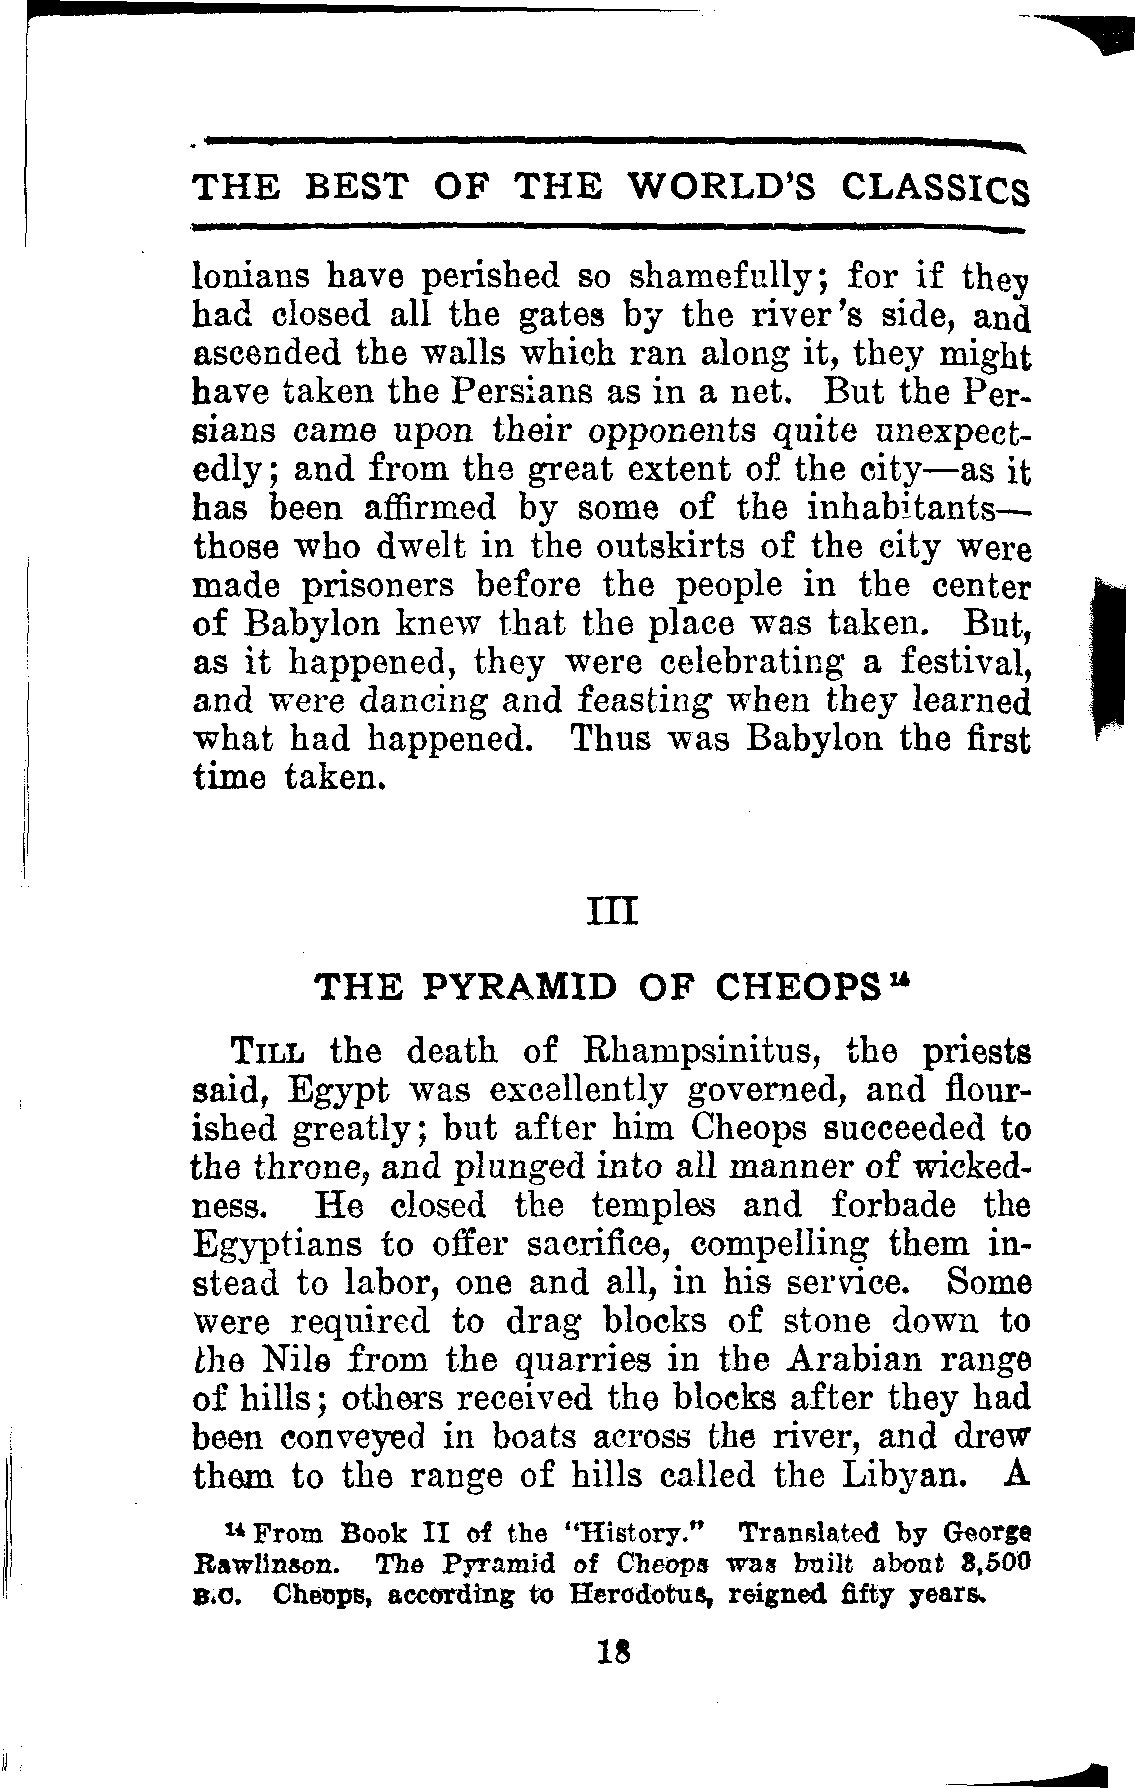 THE BEST OF THE WORLD'S CLASSICS
lonians have perished so shamefully; for if they
had closed all the gates by the river's side, and
ascended the walls which ran along it, they might
have taken the Persians as in a net. But the Per-
sians came upon their opponents quite unexpect-
edly; and from the great extent of the city—as it
has been affirmed by some of the inhabitants—
those who dwelt in the outskirts of the city were
made prisoners before the people in the center
of Babylon knew that the place was taken. But,
as it happened, they were celebrating a festival,
and were dancing and feasting when they learned
what had happened. Thus was Babylon the first
time taken.
III
THE PYRAMID OF CHEOPS¹⁴
TILL the death of Rhampsinitus, the priests
said, Egypt was excellently governed, and flour-
ished greatly; but after him Cheops succeeded to
the throne, and plunged into all manner of wicked-
ness. He closed the temples and forbade the
Egyptians to offer sacrifice, compelling them in-
stead to labor, one and all, in his service. Some
were required to drag blocks of stone down to
the Nile from the quarries in the Arabian range
of hills; others received the blocks after they had
been conveyed in boats across the river, and drew
them to the range of hills called the Libyan. A
¹⁴ From Book II of the "History." Translated by George
Rawlinson. The Pyramid of Cheops was built about 3,500
B.C. Cheops, according to Herodotus, reigned fifty years.
18